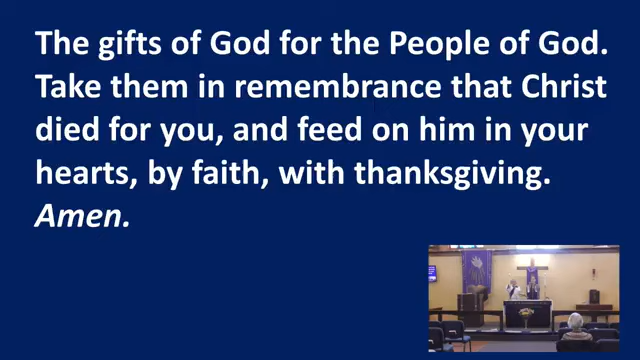 The gifts of God for the People of God.
Take them in remembrance that Christ
died for you, and feed on him in your
hearts, by faith, with thanksgiving.
Amen.